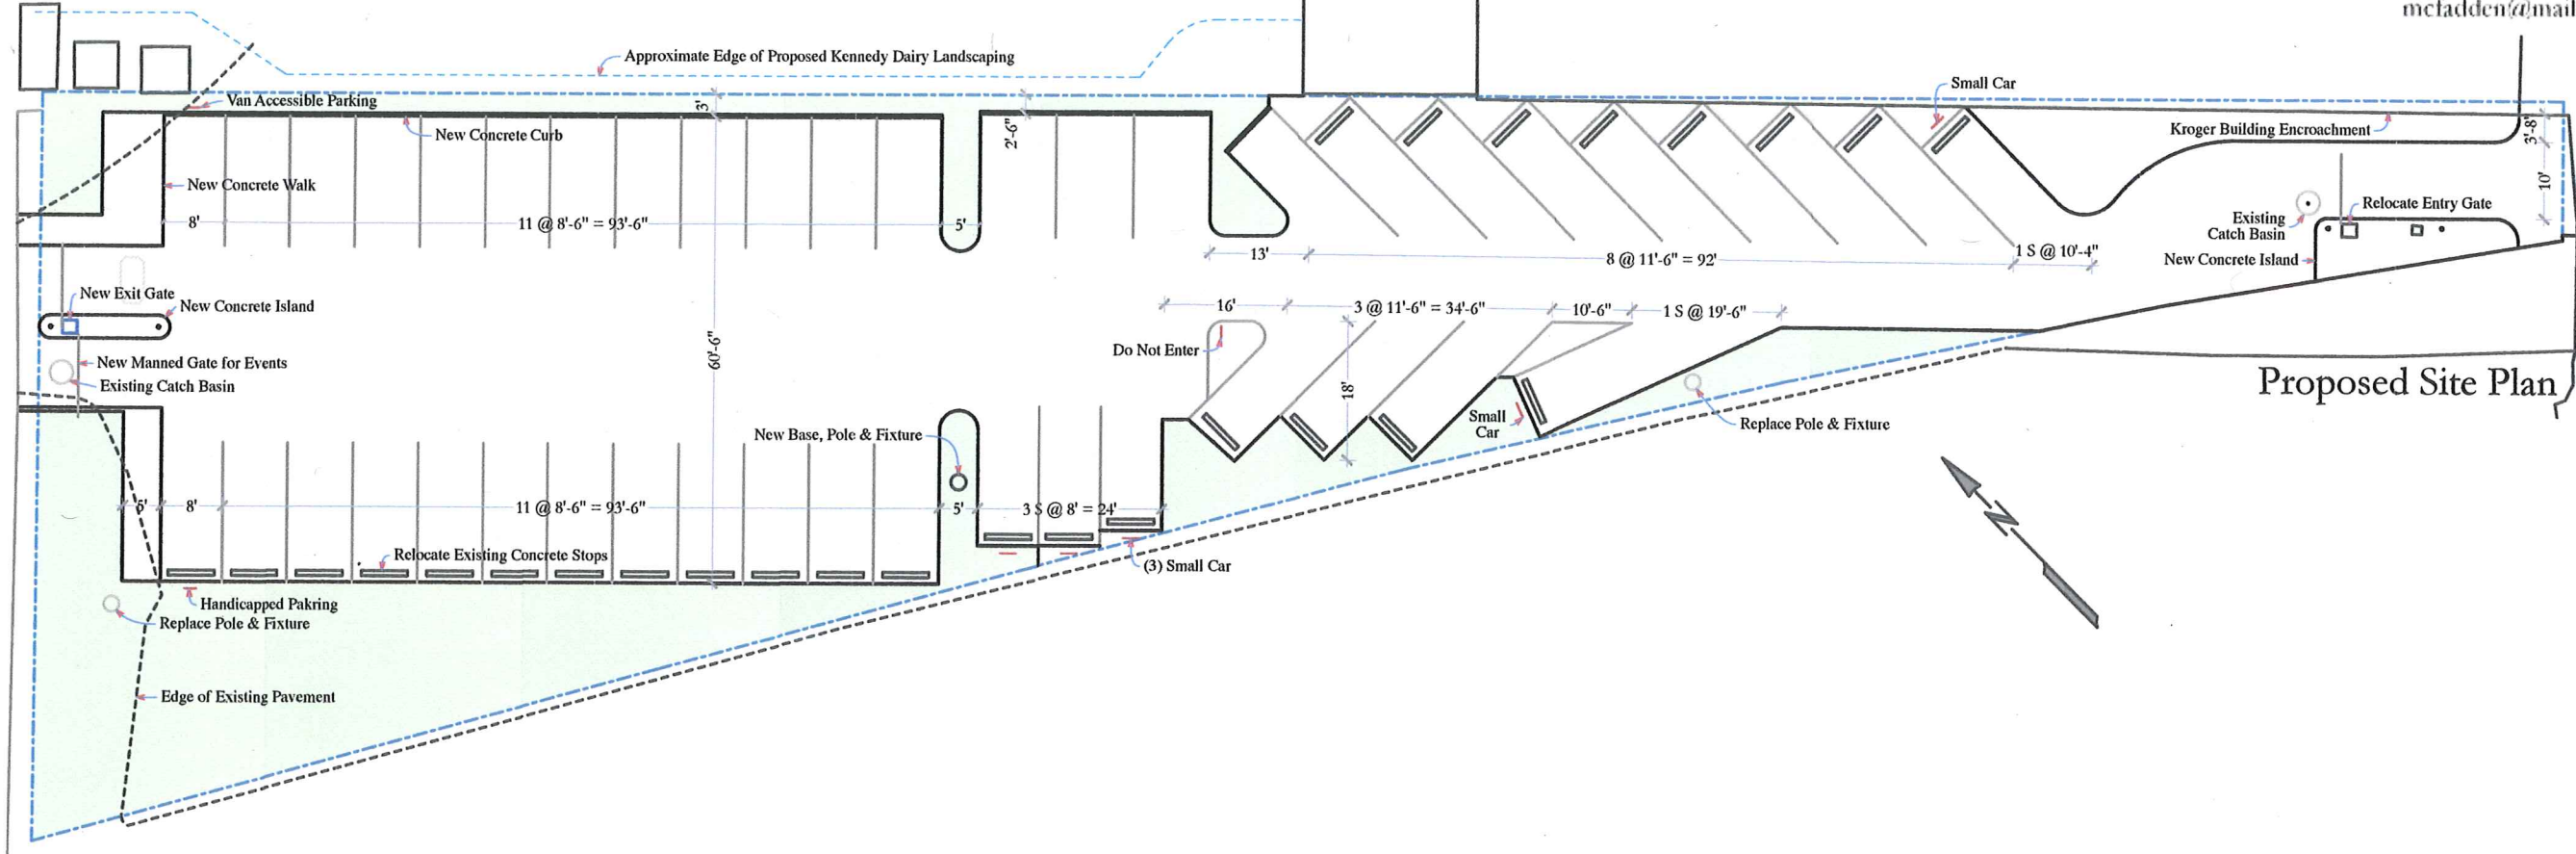 mcfadden@mail
Approximate Edge of Proposed Kennedy Dairy Landscaping
Small Car
Van Accessible Parking
3'
New Concrete Curb
2'-6"
Kroger Building Encroachment
3'-8"
New Concrete Walk
10'
Relocate Entry Gate
8'
11 @ 8'-6" = 93'-6"
5'
Existing
Catch Basin
13'
8 @ 11'-6" = 92'
1 S @ 10'-4"
New Concrete Island
New Exit Gate
New Concrete Island
16'
3 @ 11'-6" = 34'-6"
10'-6"
1 S @ 19'-6"
60'-6"
Do Not Enter
New Manned Gate for Events
Existing Catch Basin
18'
Proposed Site Plan
Small
Car
Replace Pole & Fixture
New Base, Pole & Fixture
N
5'
8'
11 @ 8'-6" = 93'-6"
5'
3 S @ 8' = 24'
Relocate Existing Concrete Stops
(3) Small Car
Handicapped Pakring
Replace Pole & Fixture
Edge of Existing Pavement